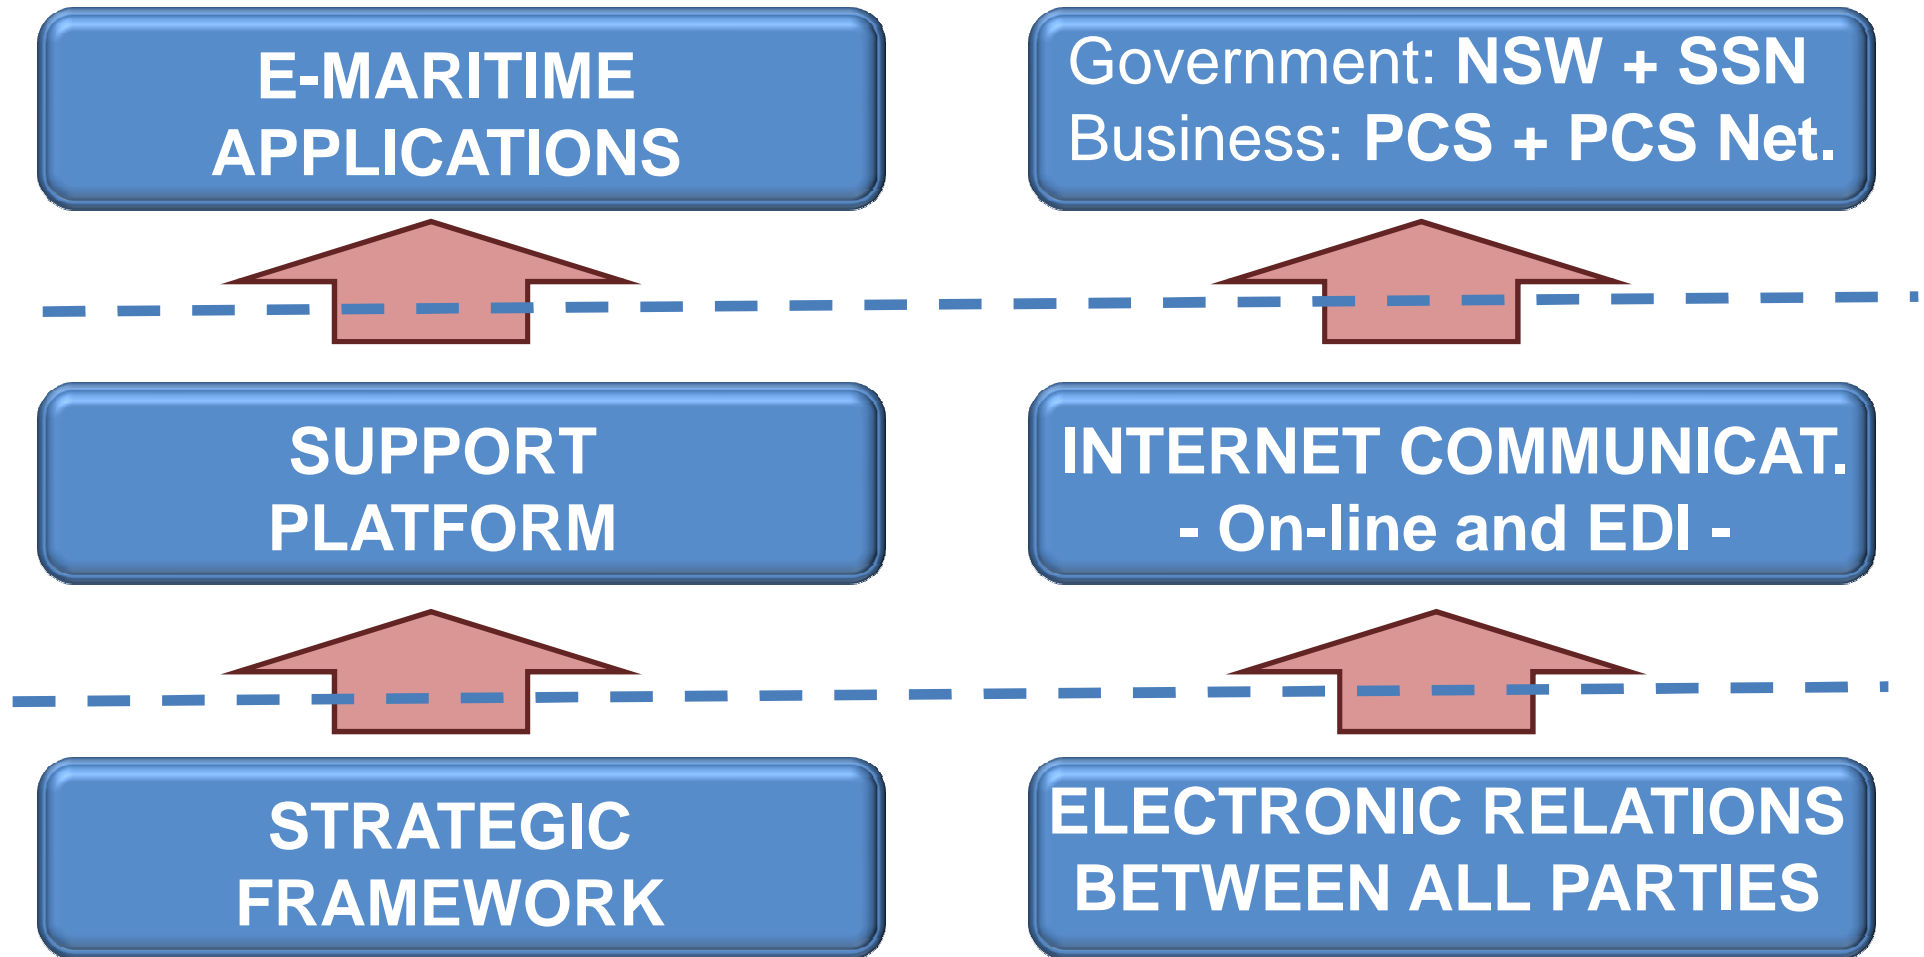 E-MARITIME
APPLICATIONS
Government: NSW + SSN
Business: PCS + PCS Net.
SUPPORT
PLATFORM
INTERNET COMMUNICAT.
- On-line and EDI -
STRATEGIC
FRAMEWORK
ELECTRONIC RELATIONS
BETWEEN ALL PARTIES